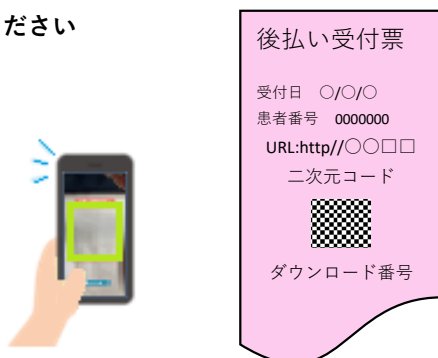 ださい
後払い受付票
受付日　○/○/○
患者番号　0000000
URL:http//○○□□
二次元コード
ダウンロード番号